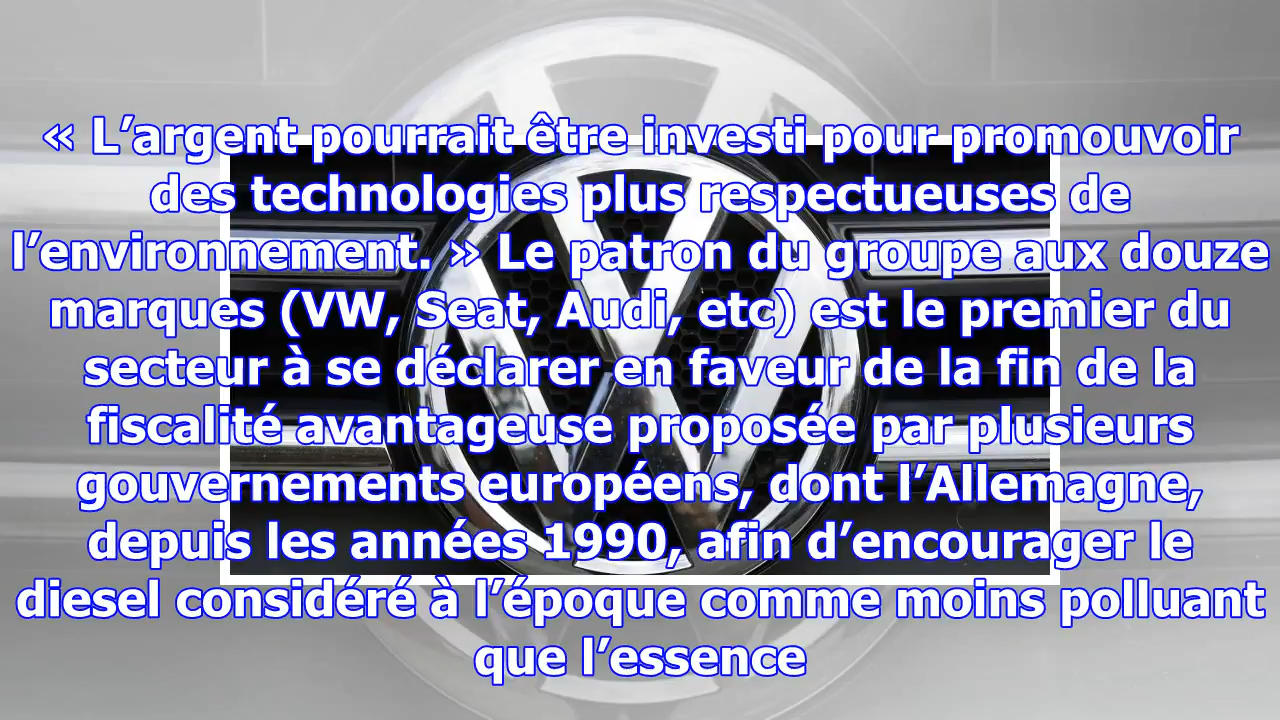 « L’argent pourrait être investi pour promouvoir
des technologies plus respectueuses de
l’environnement. » Le patron du groupe aux douze
marques (VW, Seat, Audi, etc) est le premier du
secteur à se déclarer en faveur de la fin de la
fiscalité avantageuse proposée par plusieurs
gouvernements européens, dont l’Allemagne,
depuis les années 1990, afin d’encourager le
diesel considéré à l’époque comme moins polluant
que l’essence